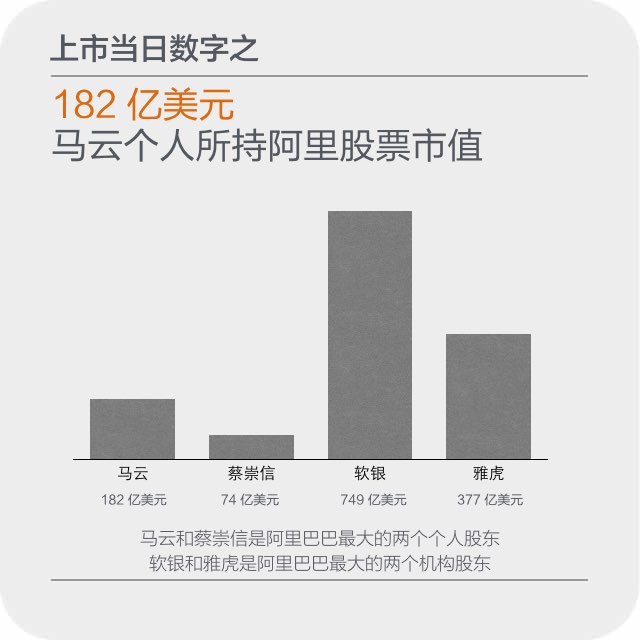 上市当日数字之
182 亿美元
马云个人所持阿里股票市值
马云 蔡崇信 软银 雅虎
182 亿美元 74 亿美元 749 亿美元 377 亿美元
马云和蔡崇信是阿里巴巴最大的两个个人股东
软银和雅虎是阿里巴巴最大的两个机构股东